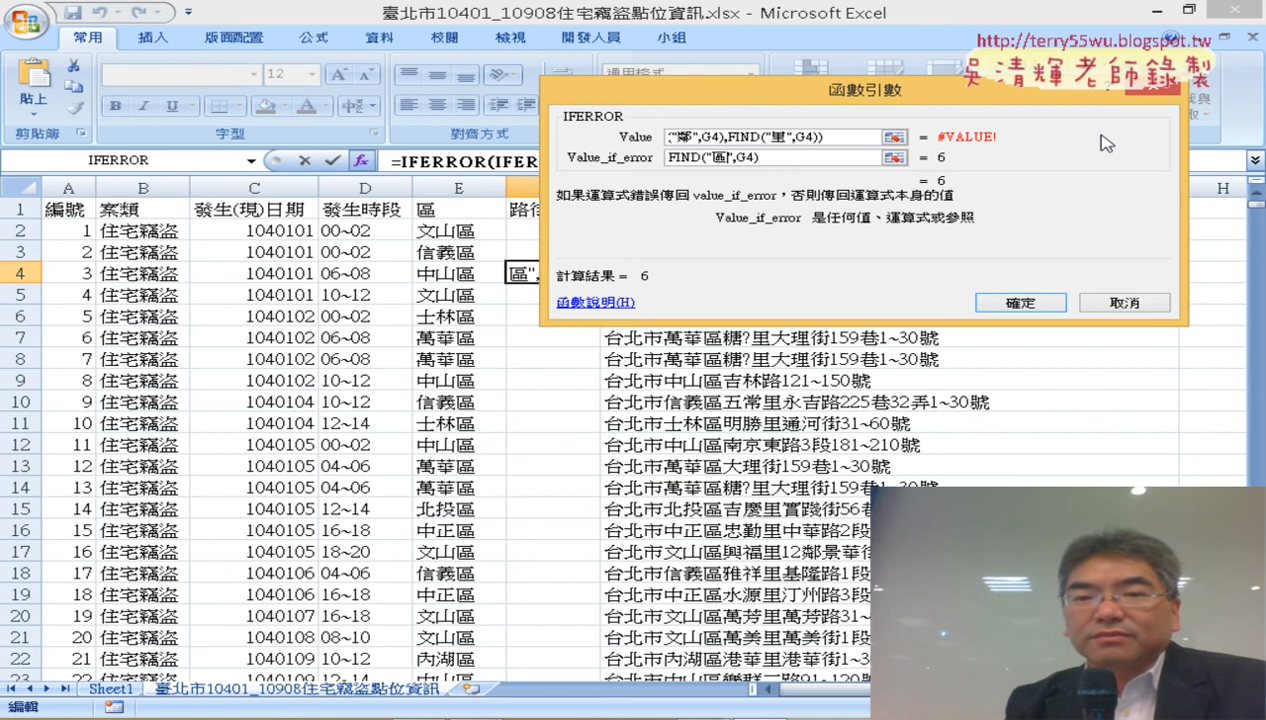 臺北市10401_10908住宅竊盜點位資訊.xlsx - Microsoft Excel
常用 插入 版面配置 公式 資料 校閱 檢視 開發人員 小組
http://terry55wu.blogspot.tw
吳清輝老師錄製
貼上 12 B I U 中 通用格式
剪貼簿 字型 對齊方式
IFERROR fx =IFERROR(IFER
函數引數
IFERROR
Value "鄰",G4),FIND("里",G4)) = #VALUE!
Value_if_error FIND("區",G4) = 6
= 6
如果運算式錯誤傳回 value_if_error，否則傳回運算式本身的值
Value_if_error 是任何值、運算式或參照
計算結果 = 6
函數說明(H) 確定 取消
A B C D E H
1 編號 案類 發生(現)日期 發生時段 區
2 1 住宅竊盜 1040101 00~02 文山區
3 2 住宅竊盜 1040101 00~02 信義區
4 3 住宅竊盜 1040101 06~08 中山區 區",
5 4 住宅竊盜 1040101 10~12 文山區
6 5 住宅竊盜 1040102 00~02 士林區
7 6 住宅竊盜 1040102 06~08 萬華區 台北市萬華區糖?里大理街159巷1~30號
8 7 住宅竊盜 1040102 06~08 萬華區 台北市萬華區糖?里大理街159巷1~30號
9 8 住宅竊盜 1040102 10~12 中山區 台北市中山區吉林路121~150號
10 9 住宅竊盜 1040104 10~12 信義區 台北市信義區五常里永吉路225巷32弄1~30號
11 10 住宅竊盜 1040104 12~14 士林區 台北市士林區明勝里通河街31~60號
12 11 住宅竊盜 1040105 00~02 中山區 台北市中山區南京東路3段181~210號
13 12 住宅竊盜 1040105 04~06 萬華區 台北市萬華區大理街159巷1~30號
14 13 住宅竊盜 1040105 04~06 萬華區 台北市萬華區糖?里大理街159巷1~30號
15 14 住宅竊盜 1040105 12~14 北投區 台北市北投區吉慶里實踐街56巷
16 15 住宅竊盜 1040105 16~18 中正區 台北市中正區忠勤里中華路2段
17 16 住宅竊盜 1040105 18~20 文山區 台北市文山區興福里12鄰景華街
18 17 住宅竊盜 1040106 04~06 信義區 台北市信義區雅祥里基隆路1段
19 18 住宅竊盜 1040106 16~18 中正區 台北市中正區水源里汀州路3段
20 19 住宅竊盜 1040107 16~18 文山區 台北市文山區萬芳里萬芳路31~
21 20 住宅竊盜 1040108 08~10 文山區 台北市文山區萬美里萬美街1段
22 21 住宅竊盜 1040109 10~12 內湖區 台北市內湖區港華里港華街1~3
Sheet1 臺北市10401_10908住宅竊盜點位資訊
編輯